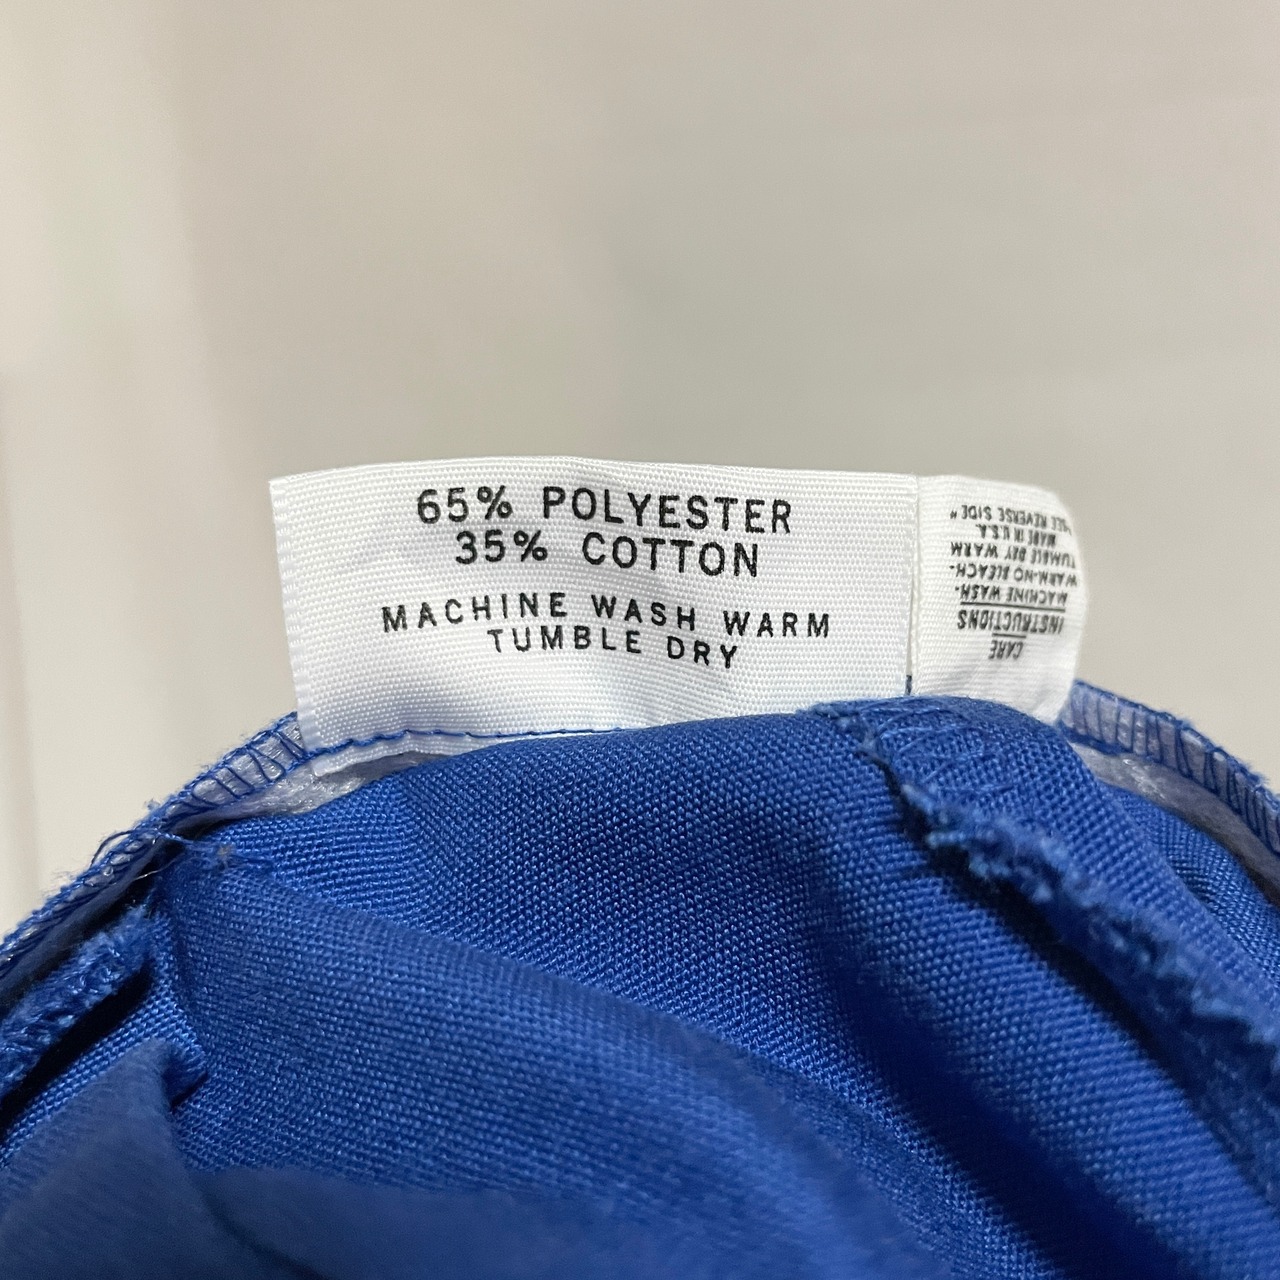 65% POLYESTER
35% COTTON
MACHINE WASH WARM
TUMBLE DRY
CARE
INSTRUCTIONS
MACHINE WASH-
WARM-NO BLEACH-
TUMBLE DRY WARM
MADE IN U.S.A.
REVERSE SIDE"